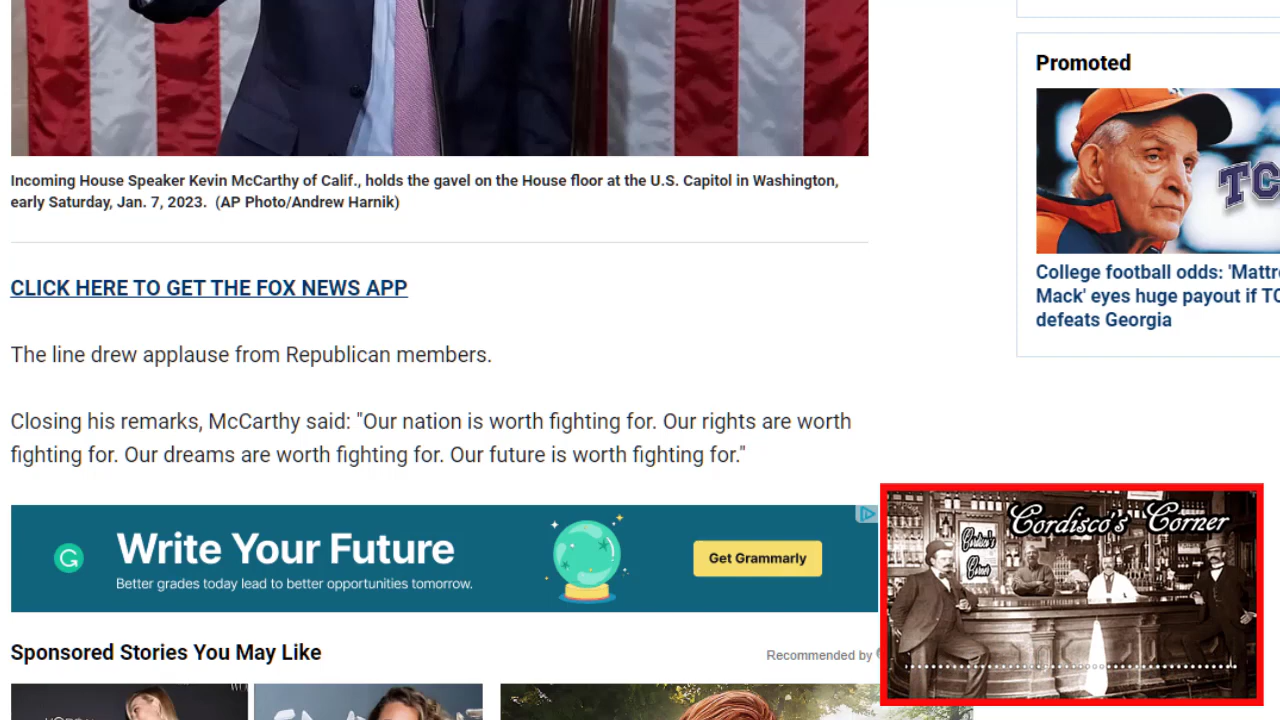 Promoted
Incoming House Speaker Kevin McCarthy of Calif., holds the gavel on the House floor at the U.S. Capitol in Washington,
early Saturday, Jan. 7, 2023. (AP Photo/Andrew Harnik)
TC
College football odds: 'Mattre
Mack' eyes huge payout if TC
defeats Georgia
CLICK HERE TO GET THE FOX NEWS APP
The line drew applause from Republican members.
Closing his remarks, McCarthy said: "Our nation is worth fighting for. Our rights are worth
fighting for. Our dreams are worth fighting for. Our future is worth fighting for."
Write Your Future
Better grades today lead to better opportunities tomorrow.
Get Grammarly
Cordisco's Corner
Cordisco's
Corner
Sponsored Stories You May Like
Recommended by